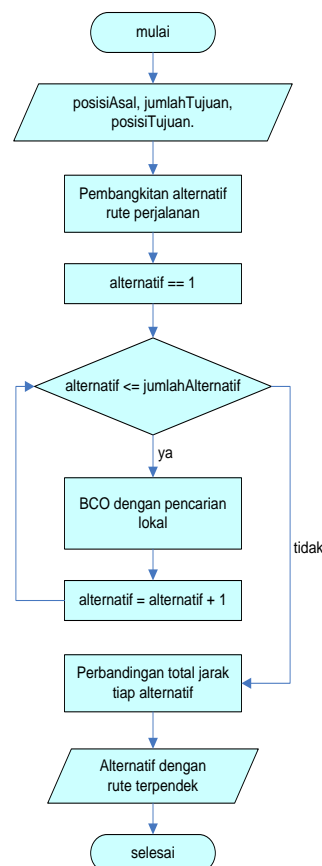 mulai
posisiAsal, jumlahTujuan,
posisiTujuan.
Pembangkitan alternatif
rute perjalanan
alternatif == 1
alternatif <= jumlahAlternatif
ya
BCO dengan pencarian
lokal
tidak
alternatif = alternatif + 1
Perbandingan total jarak
tiap alternatif
Alternatif dengan
rute terpendek
selesai